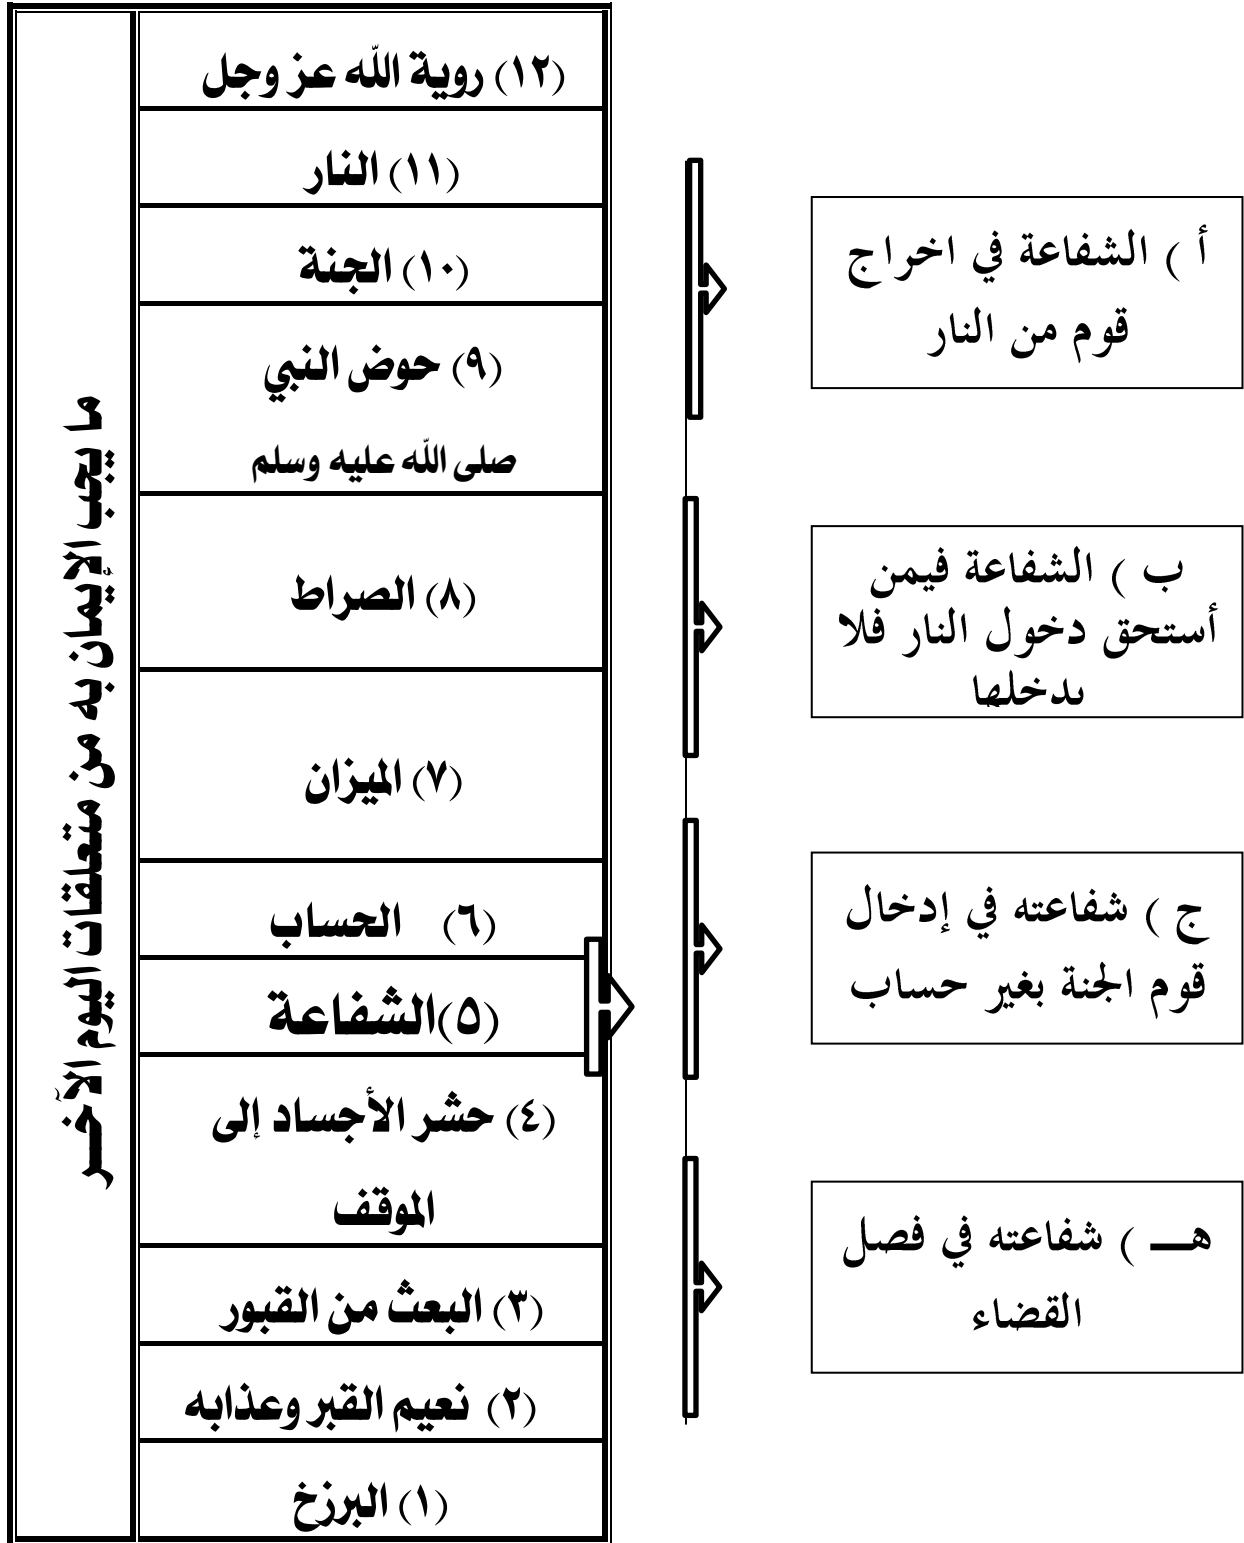 ما يجب الإيمان به من متعلقات اليوم الآخـر
(١٢) روية الله عز وجل
(١١) النار
(١٠) الجنة
(٩) حوض النبي
صلى الله عليه وسلم
(٨) الصراط
(٧) الميزان
(٦) الحساب
(٥)الشفاعة
(٤) حشر الأجساد إلى
الموقف
(٣) البعث من القبور
(٢) نعيم القبر وعذابه
(١) البرزخ
أ ) الشفاعة في اخراج
قوم من النار
ب ) الشفاعة فيمن
أستحق دخول النار فلا
يدخلها
ج ) شفاعته في إدخال
قوم الجنة بغير حساب
هـــ ) شفاعته في فصل
القضاء